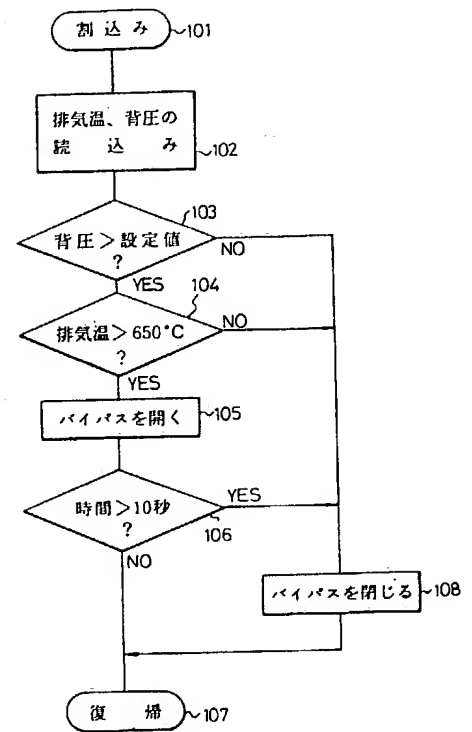 割込み
101
排気温、背圧の
続込み
102
103
背圧>設定値
?
NO
YES
104
排気温>650°C
?
NO
YES
バイパスを開く
105
時間>10秒
?
YES
106
NO
バイパスを閉じる
108
復帰
107